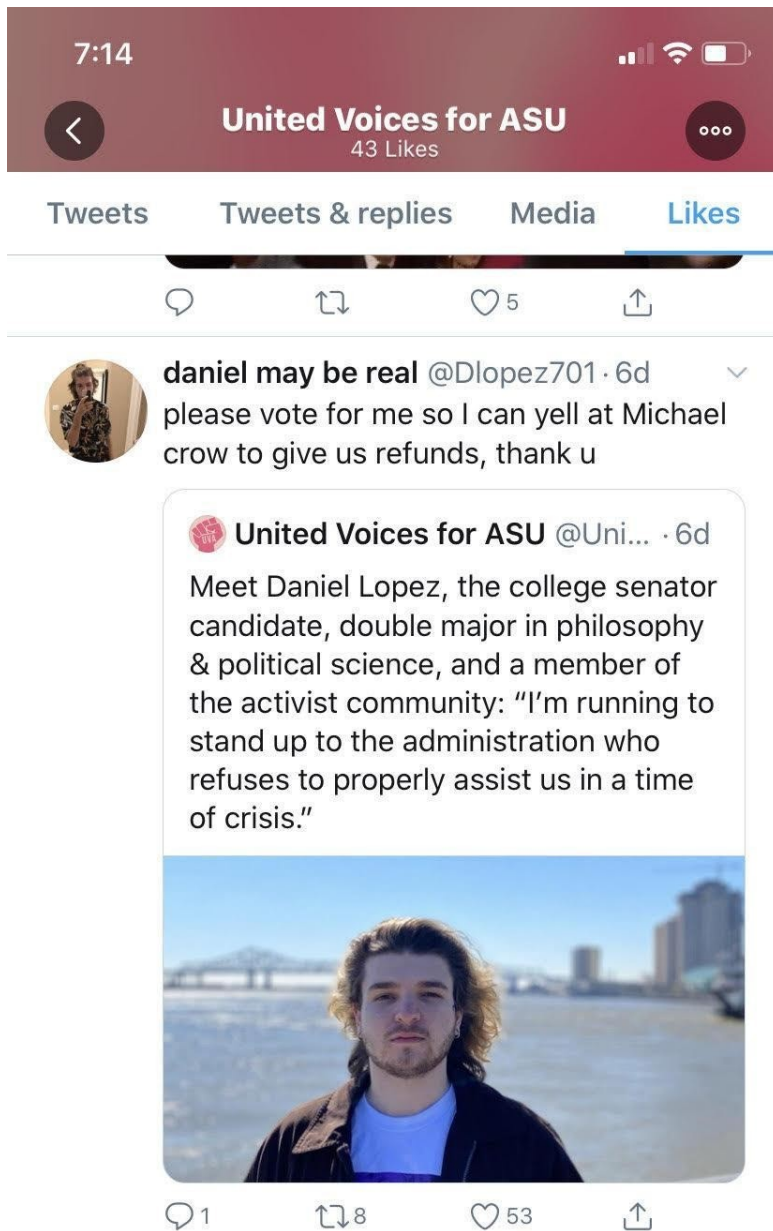 7:14
United Voices for ASU
43 Likes
Tweets Tweets & replies Media Likes
5
daniel may be real @Dlopez701 · 6d
please vote for me so I can yell at Michael
crow to give us refunds, thank u
United Voices for ASU @Uni... · 6d
Meet Daniel Lopez, the college senator
candidate, double major in philosophy
& political science, and a member of
the activist community: “I’m running to
stand up to the administration who
refuses to properly assist us in a time
of crisis.”
1 8 53